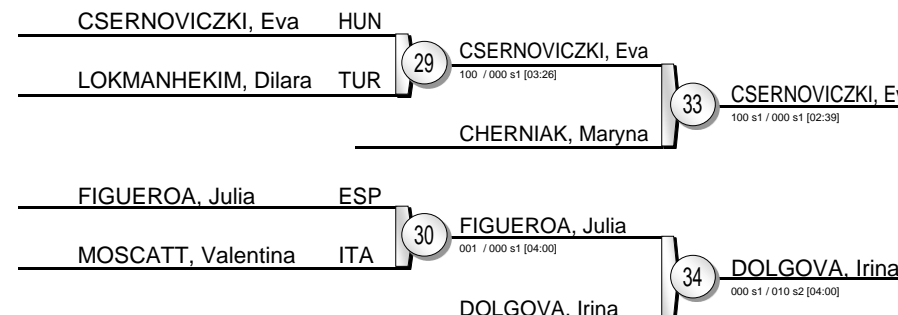 CSERNOVICZKI, Eva HUN
29
CSERNOVICZKI, Eva
100 / 000 s1 [03:26]
LOKMANHEKIM, Dilara TUR
33
CSERNOVICZKI, E
100 s1 / 000 s1 [02:39]
CHERNIAK, Maryna
FIGUEROA, Julia ESP
30
FIGUEROA, Julia
001 / 000 s1 [04:00]
MOSCATT, Valentina ITA
34
DOLGOVA, Irina
000 s1 / 010 s2 [04:00]
DOLGOVA, Irina